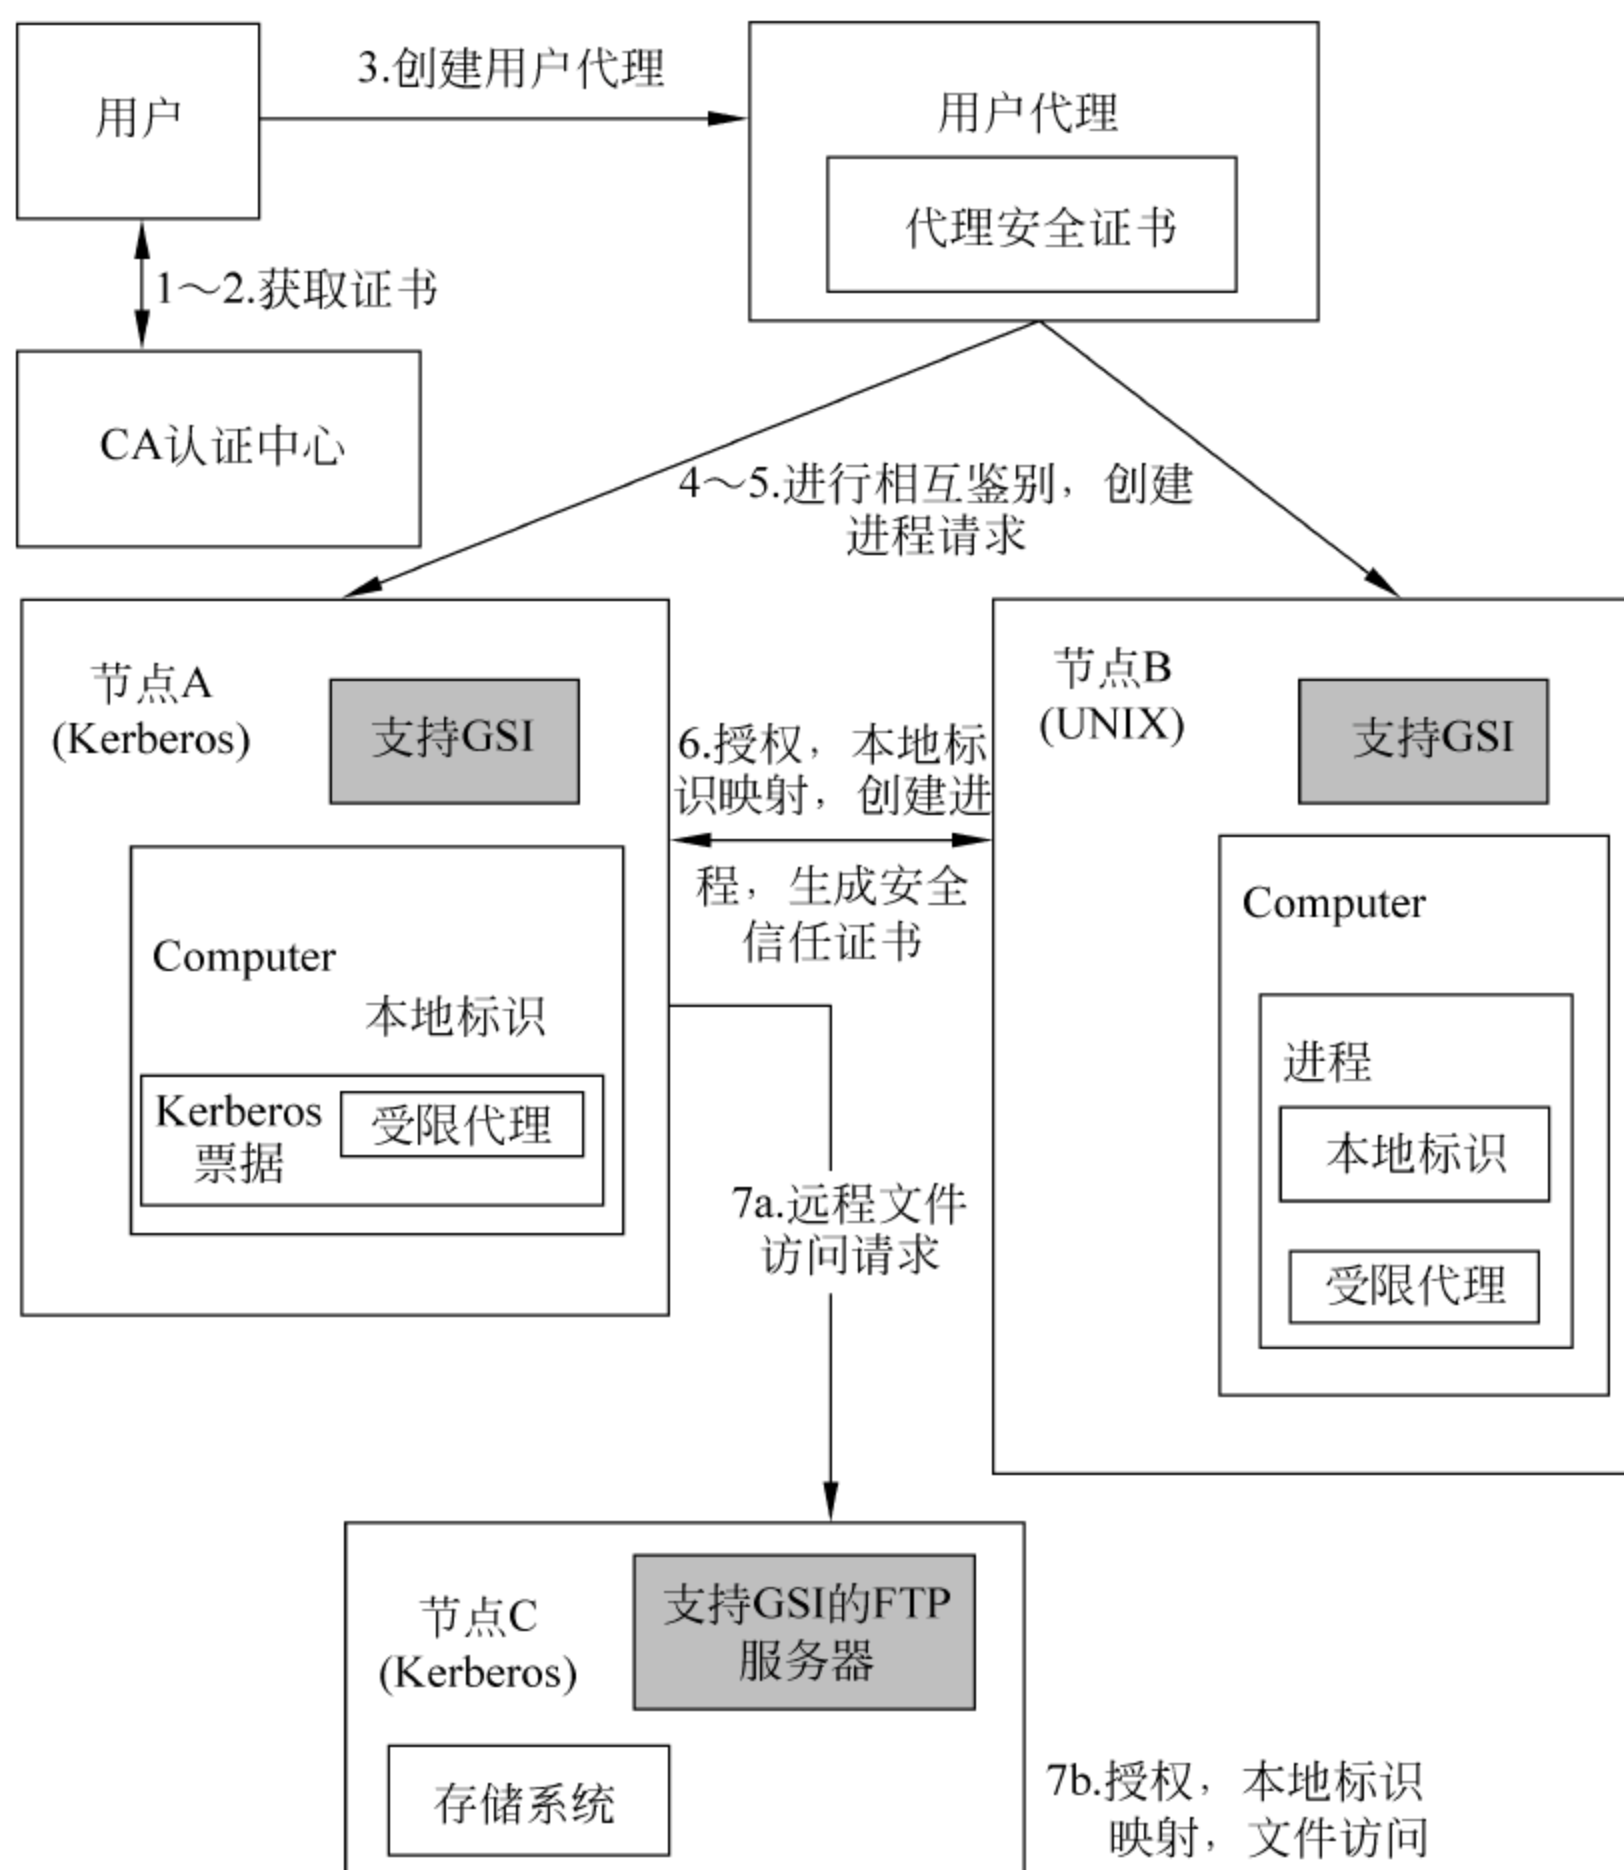 用户
3.创建用户代理
用户代理
代理安全证书
1～2.获取证书
CA认证中心
4～5.进行相互鉴别，创建
进程请求
节点A
(Kerberos)
支持GSI
6.授权，本地标
识映射，创建进
程，生成安全
信任证书
节点B
(UNIX)
支持GSI
Computer
本地标识
Kerberos
票据
受限代理
Computer
进程
本地标识
受限代理
7a.远程文件
访问请求
节点C
(Kerberos)
支持GSI的FTP
服务器
存储系统
7b.授权，本地标识
映射，文件访问